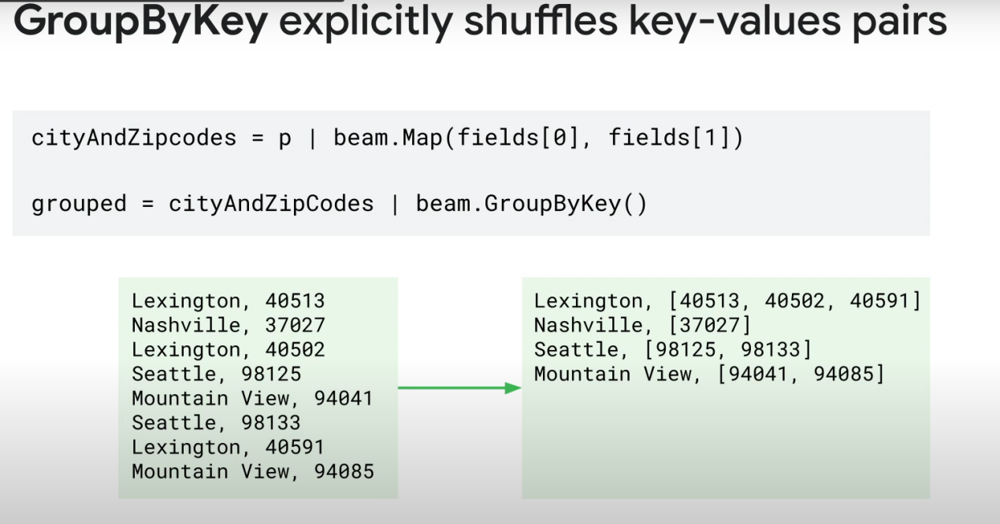 GroupByKey explicitly shuffles key-values pairs
cityAndZipcodes = p | beam.Map(fields[0], fields[1])
grouped = cityAndZipCodes | beam.GroupByKey()
Lexington, 40513
Nashville, 37027
Lexington, 40502
Seattle, 98125
Mountain View, 94041
Seattle, 98133
Lexington, 40591
Mountain View, 94085
Lexington, [40513, 40502, 40591]
Nashville, [37027]
Seattle, [98125, 98133]
Mountain View, [94041, 94085]